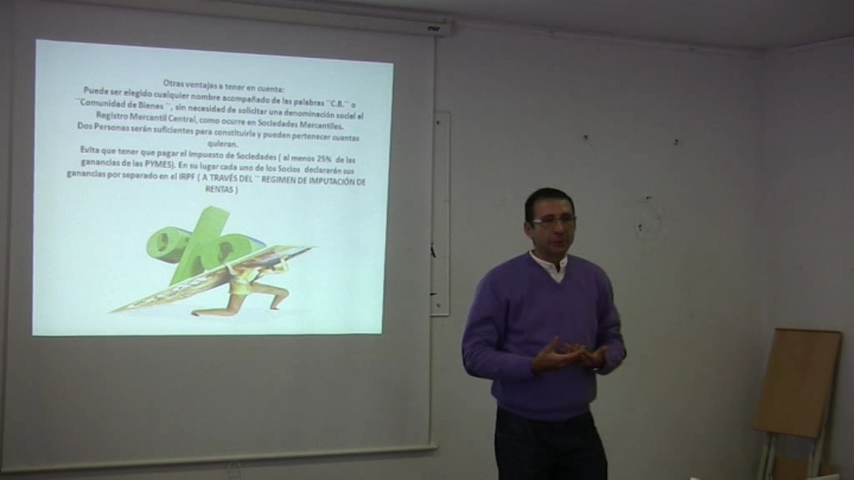 Otras ventajas a tener en cuenta:
Puede ser elegido cualquier nombre acompañado de las palabras ¨C.B.¨ o
¨Comunidad de Bienes ¨, sin necesidad de solicitar una denominación social al
Registro Mercantil Central, como ocurre en Sociedades Mercantiles.
Dos Personas serán suficientes para constituirla y pueden pertenecer cuantas
quieran.
Evita que tener que pagar el Impuesto de Sociedades ( al menos 25% de las
ganancias de las PYMES). En su lugar cada uno de los Socios declararán sus
ganancias por separado en el IRPF ( A TRAVÉS DEL ¨ REGIMEN DE IMPUTACIÓN DE
RENTAS )